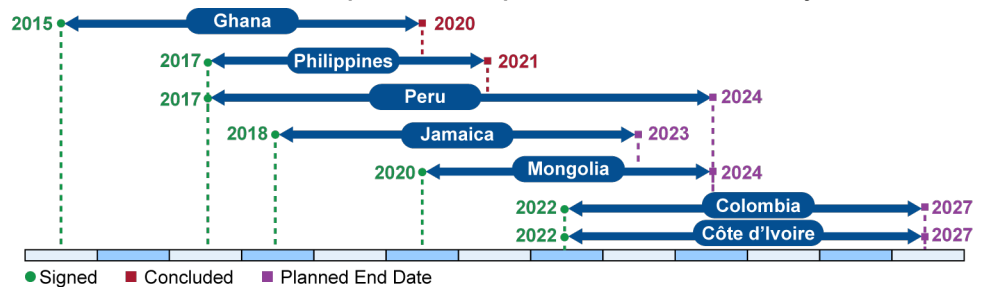 2015 Ghana 2020
2017 Philippines 2021
2017 Peru 2024
2018 Jamaica 2023
2020 Mongolia 2024
2022 Colombia 2027
2022 Côte d'Ivoire 2027
Signed Concluded Planned End Date